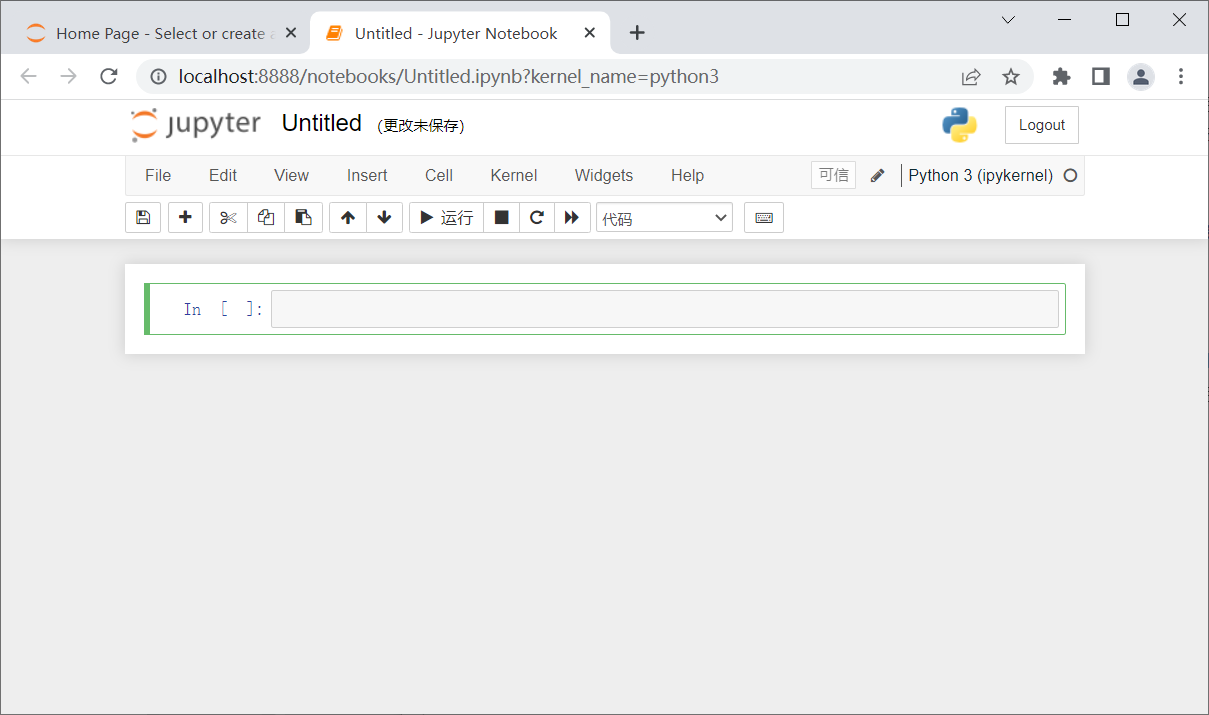 Home Page - Select or create a
Untitled - Jupyter Notebook
localhost:8888/notebooks/Untitled.ipynb?kernel_name=python3
jupyter Untitled (更改未保存) Logout
File Edit View Insert Cell Kernel Widgets Help 可信 Python 3 (ipykernel)
运行 代码
In [ ]: